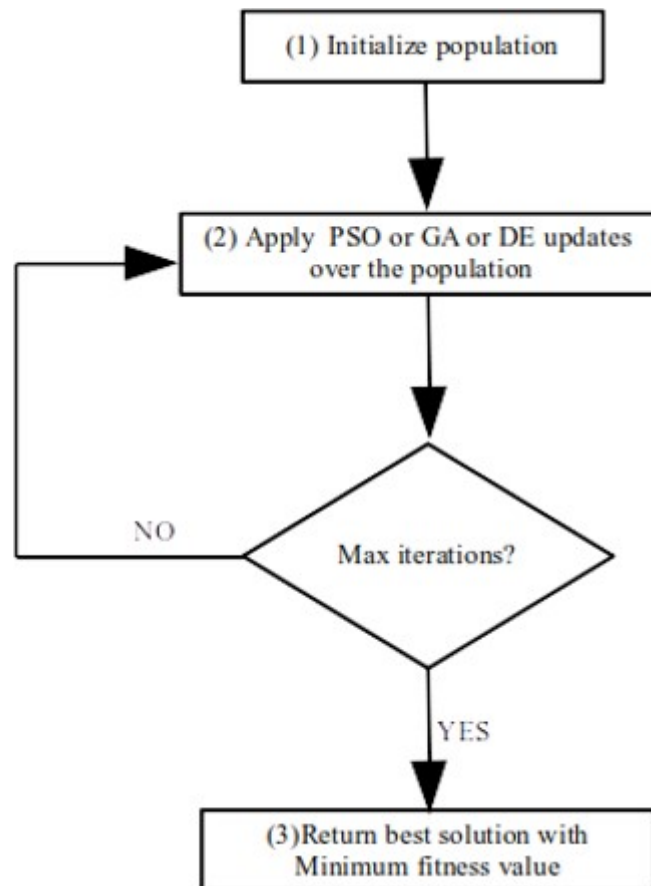 (1) Initialize population
(2) Apply PSO or GA or DE updates
over the population
Max iterations?
NO
YES
(3)Return best solution with
Minimum fitness value